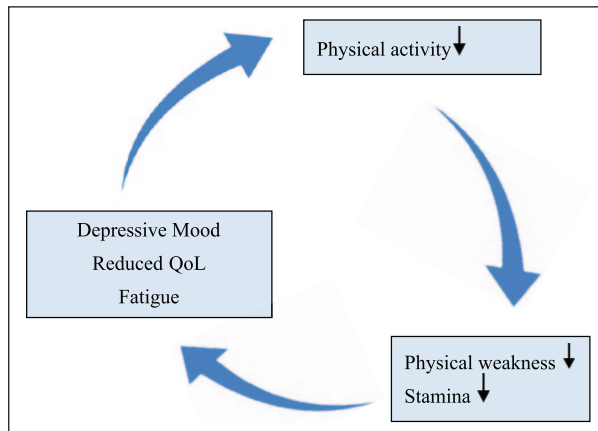 Physical activity ↓
Depressive Mood
Reduced QoL
Fatigue
Physical weakness ↓
Stamina ↓